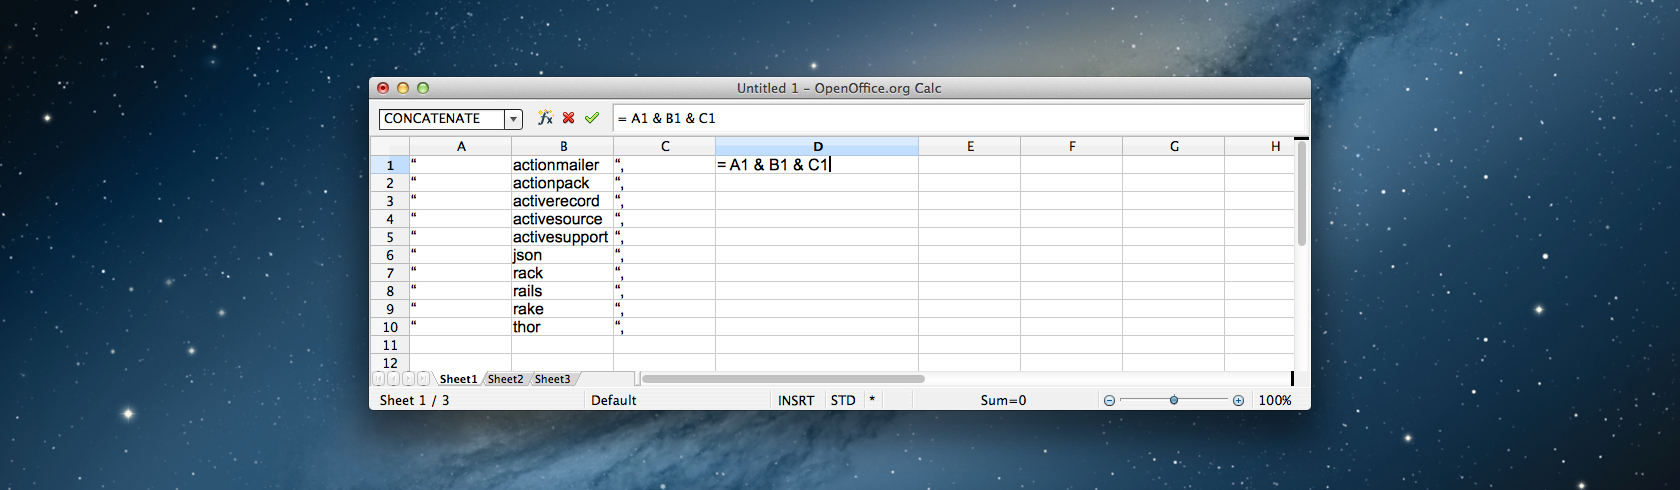 Untitled 1 - OpenOffice.org Calc
CONCATENATE fx = A1 & B1 & C1
A B C D E F G H
1 “ actionmailer “, = A1 & B1 & C1
2 “ actionpack “,
3 “ activerecord “,
4 “ activesource “,
5 “ activesupport “,
6 “ json “,
7 “ rack “,
8 “ rails “,
9 “ rake “,
10 “ thor “,
11
12
Sheet1 Sheet2 Sheet3
Sheet 1 / 3 Default INSRT STD * Sum=0 100%